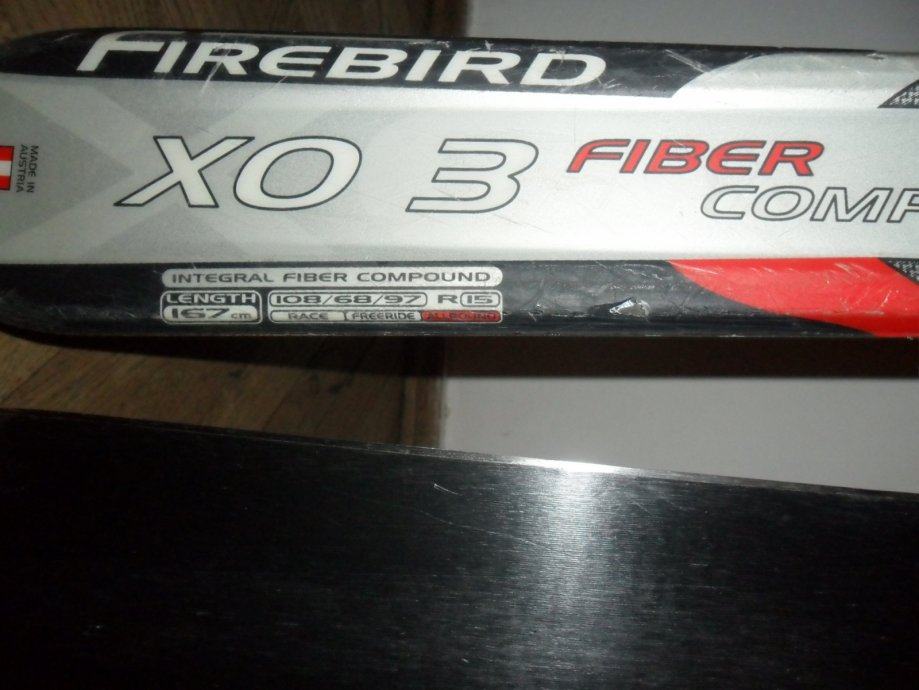 FIREBIRD
MADE IN
AUSTRIA
XO 3 FIBER
COMP
INTEGRAL FIBER COMPOUND
LENGTH
167 cm
108/68/97 R 15
RACE FREERIDE ALLROUND